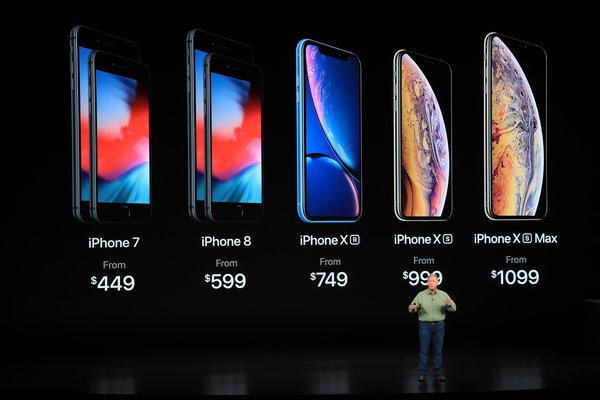 iPhone 7
From
$449
iPhone 8
From
$599
iPhone XR
From
$749
iPhone XS
From
$999
iPhone XS Max
From
$1099